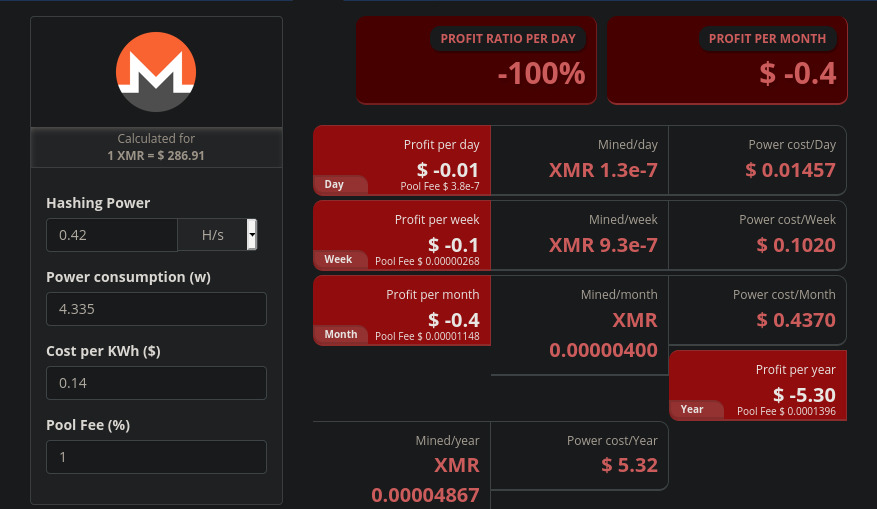 Calculated for
1 XMR = $ 286.91
Hashing Power
0.42
H/s
Power consumption (w)
4.335
Cost per KWh ($)
0.14
Pool Fee (%)
1
PROFIT RATIO PER DAY
-100%
PROFIT PER MONTH
$ -0.4
Profit per day
$ -0.01
Pool Fee $ 3.8e-7
Day
Mined/day
XMR 1.3e-7
Power cost/Day
$ 0.01457
Profit per week
$ -0.1
Pool Fee $ 0.00000268
Week
Mined/week
XMR 9.3e-7
Power cost/Week
$ 0.1020
Profit per month
$ -0.4
Pool Fee $ 0.00001148
Month
Mined/month
XMR
0.00000400
Power cost/Month
$ 0.4370
Profit per year
$ -5.30
Pool Fee $ 0.0001396
Year
Mined/year
XMR
0.00004867
Power cost/Year
$ 5.32